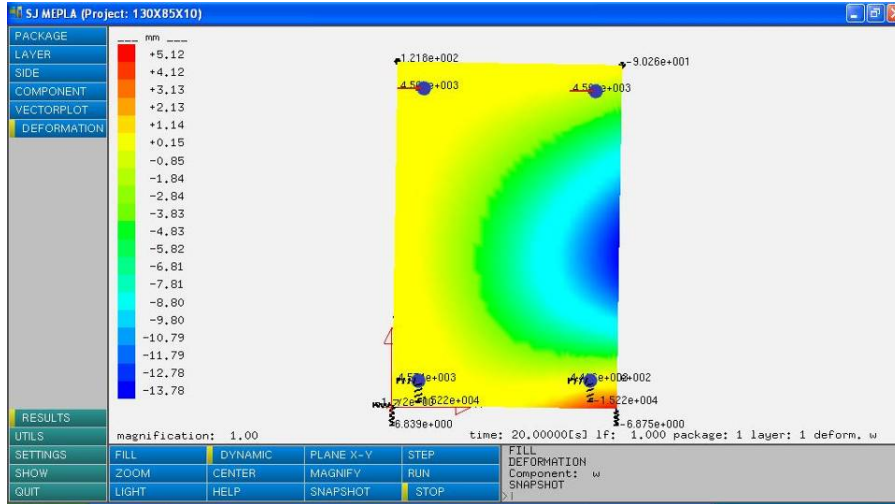 SJ MEPLA (Project: 130X85X10)
PACKAGE
LAYER
SIDE
COMPONENT
VECTORPLOT
DEFORMATION
___ mm ___
+5.12
+4.12
+3.13
+2.13
+1.14
+0.15
-0.85
-1.84
-2.84
-3.83
-4.83
-5.82
-6.81
-7.81
-8.80
-9.80
-10.79
-11.79
-12.78
-13.78
1.218e+002
-9.026e+001
-1.522e+004
-1.522e+004
6.839e+000
-6.875e+000
magnification: 1.00
time: 20.00000[s] lf: 1.000 package: 1 layer: 1 deform. w
RESULTS
UTILS
SETTINGS
SHOW
QUIT
FILL
DYNAMIC
PLANE X-Y
STEP
ZOOM
CENTER
MAGNIFY
RUN
LIGHT
HELP
SNAPSHOT
STOP
FILL
DEFORMATION
Component: w
SNAPSHOT
>|